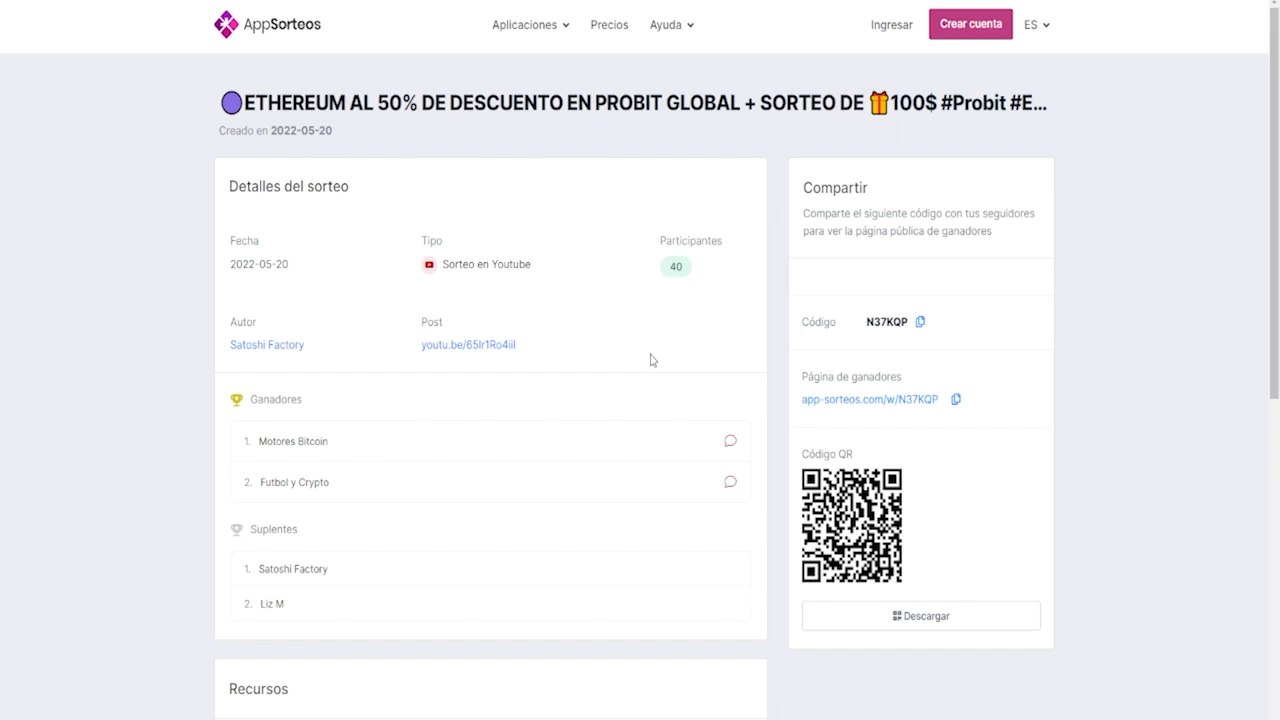 AppSorteos
Aplicaciones
Precios
Ayuda
Ingresar
Crear cuenta
ES
ETHEREUM AL 50% DE DESCUENTO EN PROBIT GLOBAL + SORTEO DE 🎁100$ #Probit #E...
Creado en 2022-05-20
Detalles del sorteo
Fecha
Tipo
Participantes
2022-05-20
Sorteo en Youtube
40
Autor
Post
Satoshi Factory
youtu.be/65Ir1Ro4iiI
Ganadores
1. Motores Bitcoin
2. Futbol y Crypto
Suplentes
1. Satoshi Factory
2. Liz M
Recursos
Compartir
Comparte el siguiente código con tus seguidores
para ver la página pública de ganadores
Código N37KQP
Página de ganadores
app-sorteos.com/w/N37KQP
Código QR
Descargar